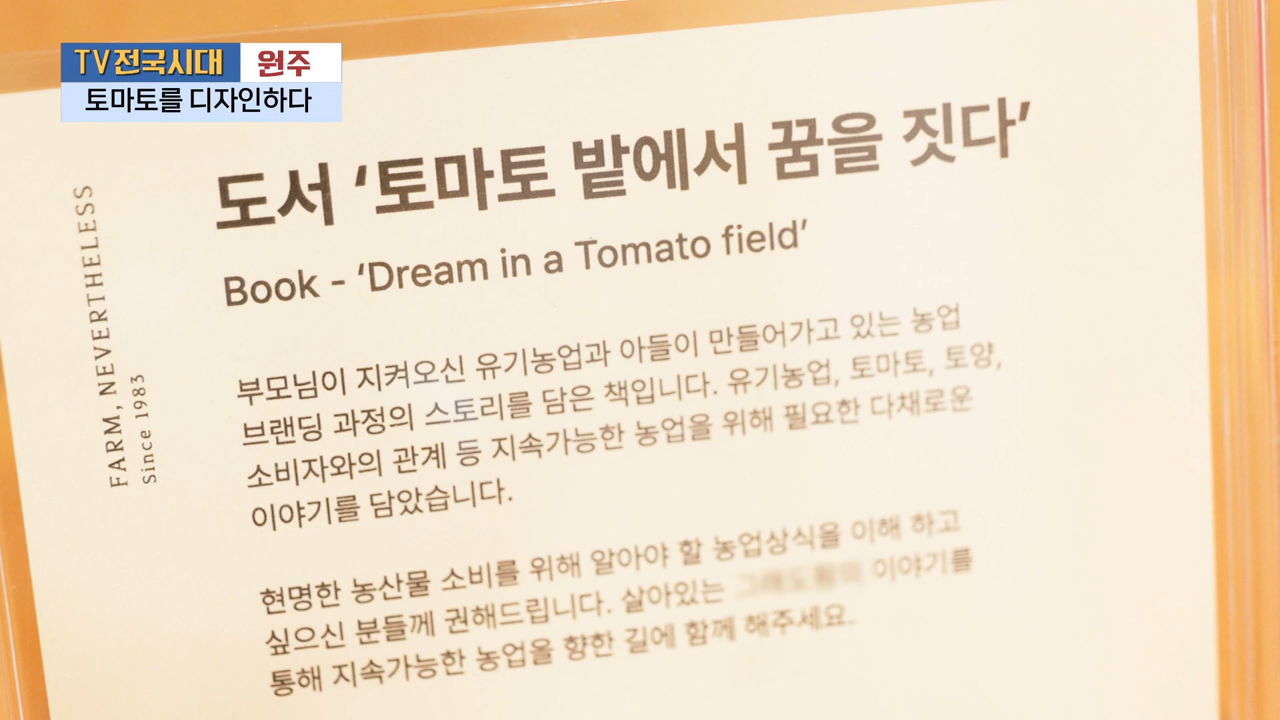 TV전국시대 원주
토마토를 디자인하다
FARM, NEVERTHELESS
Since 1983
도서 ‘토마토 밭에서 꿈을 짓다’
Book - ‘Dream in a Tomato field’
부모님이 지켜오신 유기농업과 아들이 만들어가고 있는 농업
브랜딩 과정의 스토리를 담은 책입니다. 유기농업, 토마토, 토양,
소비자와의 관계 등 지속가능한 농업을 위해 필요한 다채로운
이야기를 담았습니다.
현명한 농산물 소비를 위해 알아야 할 농업상식을 이해 하고
싶으신 분들께 권해드립니다. 살아있는 이야기를
통해 지속가능한 농업을 향한 길에 함께 해주세요.